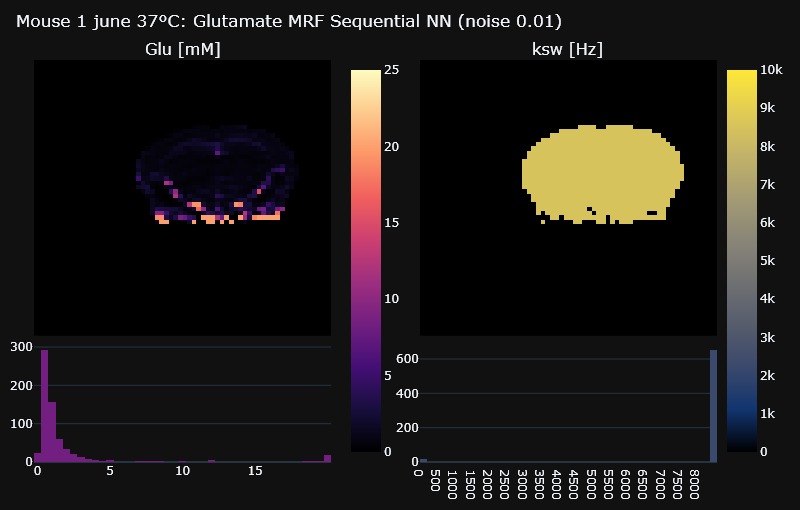 Mouse 1 june 37ºC: Glutamate MRF Sequential NN (noise 0.01)
Glu [mM]
ksw [Hz]
25
20
15
10
5
0
10k
9k
8k
7k
6k
5k
4k
3k
2k
1k
0
300
200
100
0
0
5
10
15
600
400
200
0
0
500
1000
1500
2000
2500
3000
3500
4000
4500
5000
5500
6000
6500
7000
7500
8000